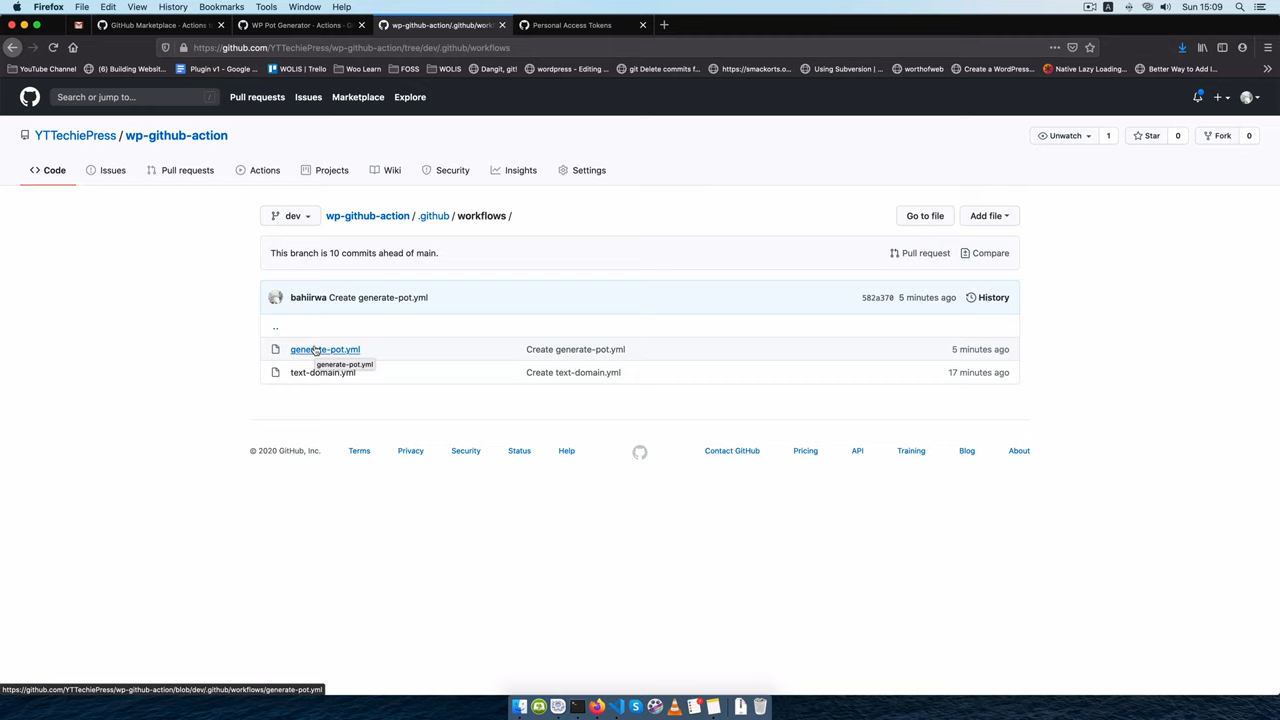 Firefox File Edit View History Bookmarks Tools Window Help Sun 15:09
GitHub Marketplace - Actions to WP Pot Generator - Actions - G wp-github-action/.github/workf Personal Access Tokens
https://github.com/YTTechiePress/wp-github-action/tree/dev/.github/workflows
YouTube Channel (6) Building Websit... Plugin v1 - Google ... WOLIS | Trello Woo Learn FOSS WOLIS Dangit, git! wordpress - Editing ... git Delete commits f... https://smackorts.o... Using Subversion | ... worthofweb Create a WordPress... Native Lazy Loading... Better Way to Add I...
Search or jump to... / Pull requests Issues Marketplace Explore
YTTechiePress / wp-github-action Unwatch 1 Star 0 Fork 0
Code Issues Pull requests Actions Projects Wiki Security Insights Settings
dev wp-github-action / .github / workflows / Go to file Add file
This branch is 10 commits ahead of main. Pull request Compare
bahiirwa Create generate-pot.yml 582a370 5 minutes ago History
..
generate-pot.yml Create generate-pot.yml 5 minutes ago
generate-pot.yml
text-domain.yml Create text-domain.yml 17 minutes ago
© 2020 GitHub, Inc. Terms Privacy Security Status Help Contact GitHub Pricing API Training Blog About
https://github.com/YTTechiePress/wp-github-action/blob/dev/.github/workflows/generate-pot.yml